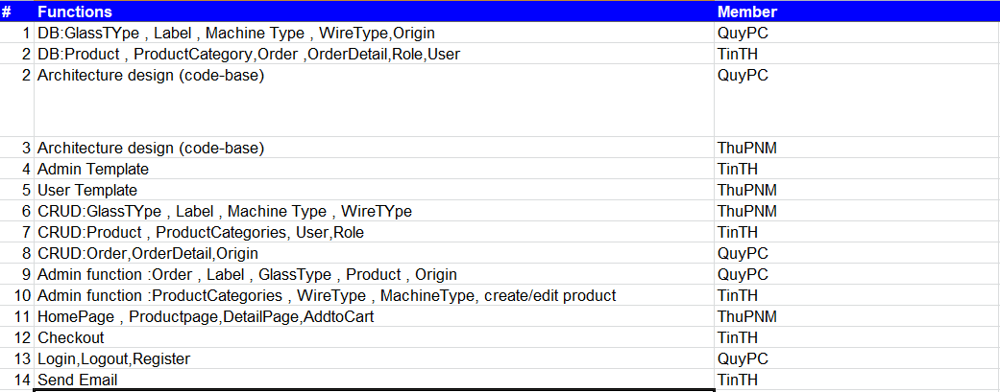 # Functions Member
1 DB:GlassTYpe , Label , Machine Type , WireType,Origin QuyPC
2 DB:Product , ProductCategory,Order ,OrderDetail,Role,User TinTH
2 Architecture design (code-base) QuyPC
3 Architecture design (code-base) ThuPNM
4 Admin Template TinTH
5 User Template ThuPNM
6 CRUD:GlassTYpe , Label , Machine Type , WireTYpe ThuPNM
7 CRUD:Product , ProductCategories, User,Role TinTH
8 CRUD:Order,OrderDetail,Origin QuyPC
9 Admin function :Order , Label , GlassType , Product , Origin QuyPC
10 Admin function :ProductCategories , WireType , MachineType, create/edit product TinTH
11 HomePage , Productpage,DetailPage,AddtoCart ThuPNM
12 Checkout TinTH
13 Login,Logout,Register QuyPC
14 Send Email TinTH